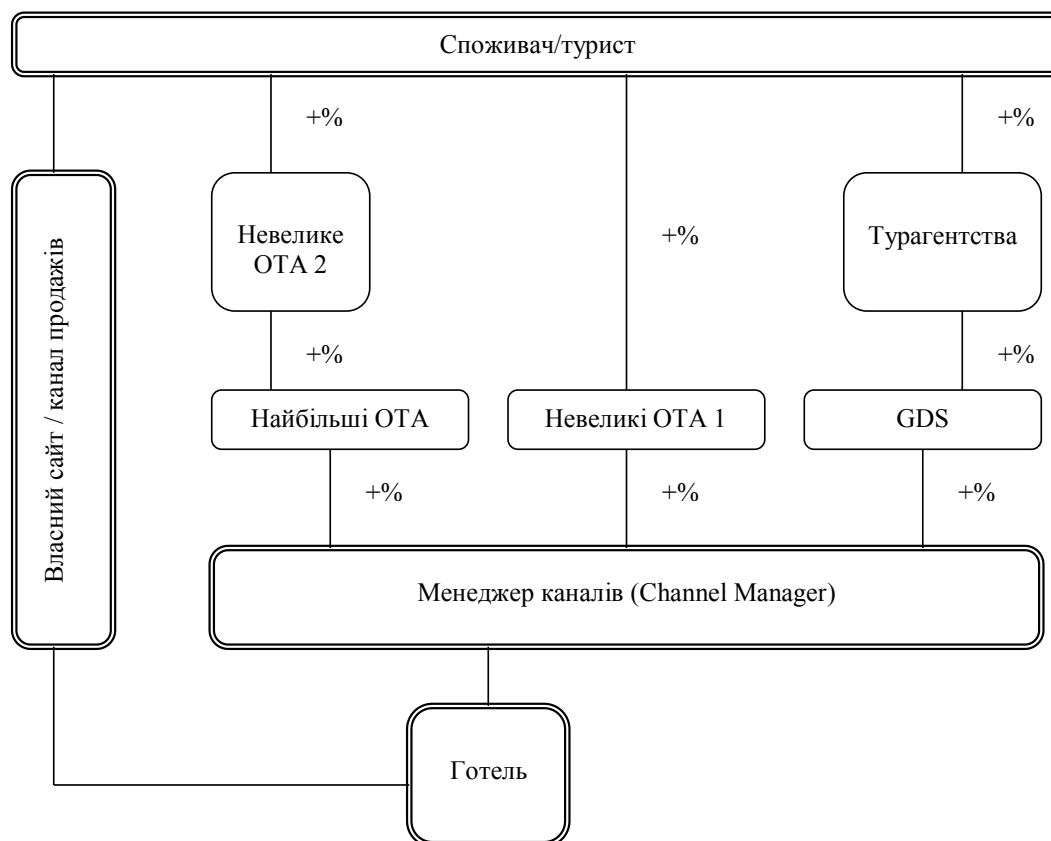 Споживач/турист
+%
+%
Власний сайт / канал продажів
Невелике
ОТА 2
+%
Турагентства
+%
+%
Найбільші ОТА
Невеликі ОТА 1
GDS
+%
+%
+%
Менеджер каналів (Channel Manager)
Готель